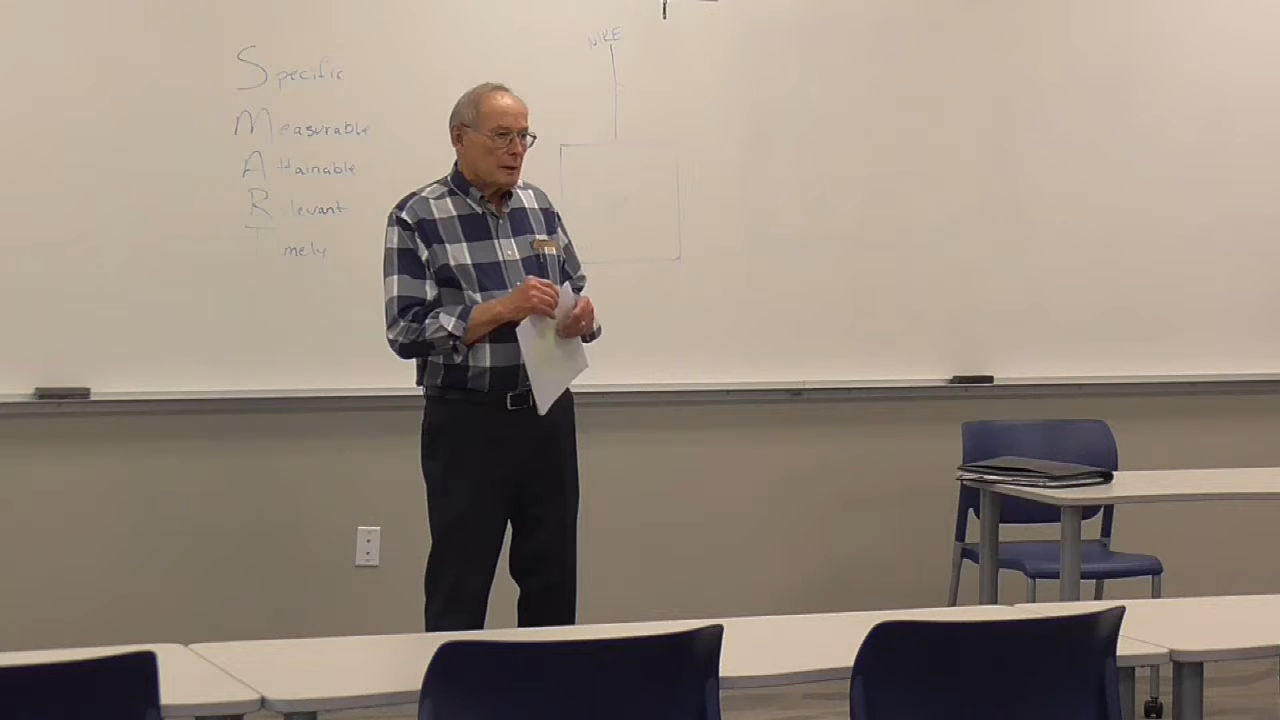 Specific
Measurable
Attainable
Relevant
Timely
NIKE